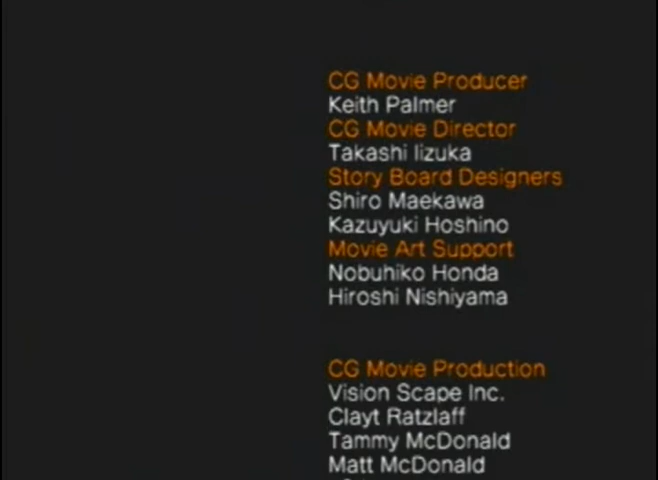 CG Movie Producer
Keith Palmer
CG Movie Director
Takashi Iizuka
Story Board Designers
Shiro Maekawa
Kazuyuki Hoshino
Movie Art Support
Nobuhiko Honda
Hiroshi Nishiyama
CG Movie Production
Vision Scape Inc.
Clayt Ratzlaff
Tammy McDonald
Matt McDonald